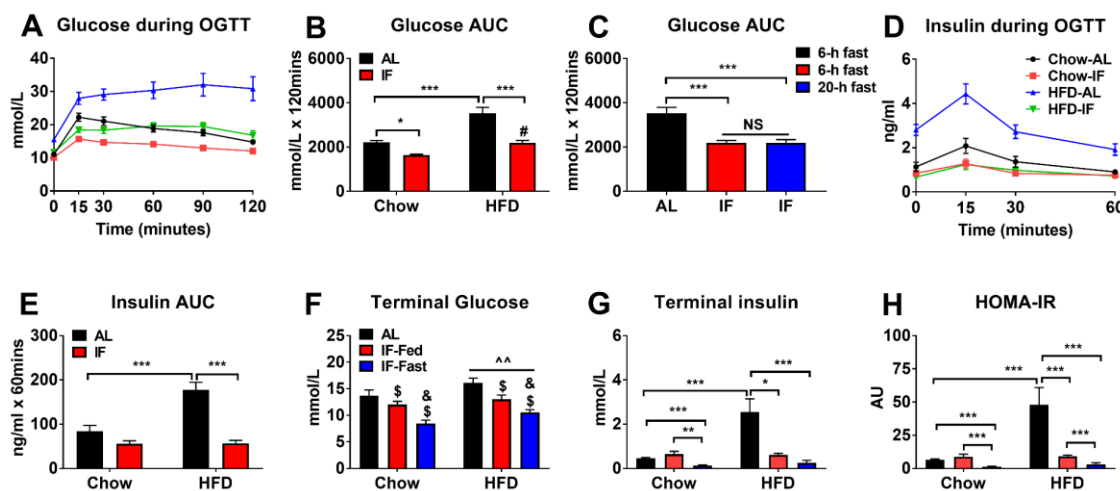 A Glucose during OGTT
mmol/L
40
30
20
10
0
0 15 30 60 90 120
Time (minutes)
B Glucose AUC
AL
IF
mmol/L x 120mins
6000
4000
2000
0
***
***
*
#
Chow HFD
C Glucose AUC
6-h fast
6-h fast
20-h fast
mmol/L x 120mins
6000
4000
2000
0
***
***
NS
AL IF IF
D Insulin during OGTT
Chow-AL
Chow-IF
HFD-AL
HFD-IF
ng/ml
6
4
2
0
0 15 30 60
Time (minutes)
E Insulin AUC
AL
IF
ng/ml x 60mins
300
200
100
0
***
***
Chow HFD
F Terminal Glucose
AL
IF-Fed
IF-Fast
mmol/L
25
20
15
10
5
0
^^
&
&
$
$
$
$
Chow HFD
G Terminal insulin
mmol/L
6
4
2
0
***
***
*
***
**
Chow HFD
H HOMA-IR
AU
100
75
50
25
0
***
***
***
***
***
***
Chow HFD